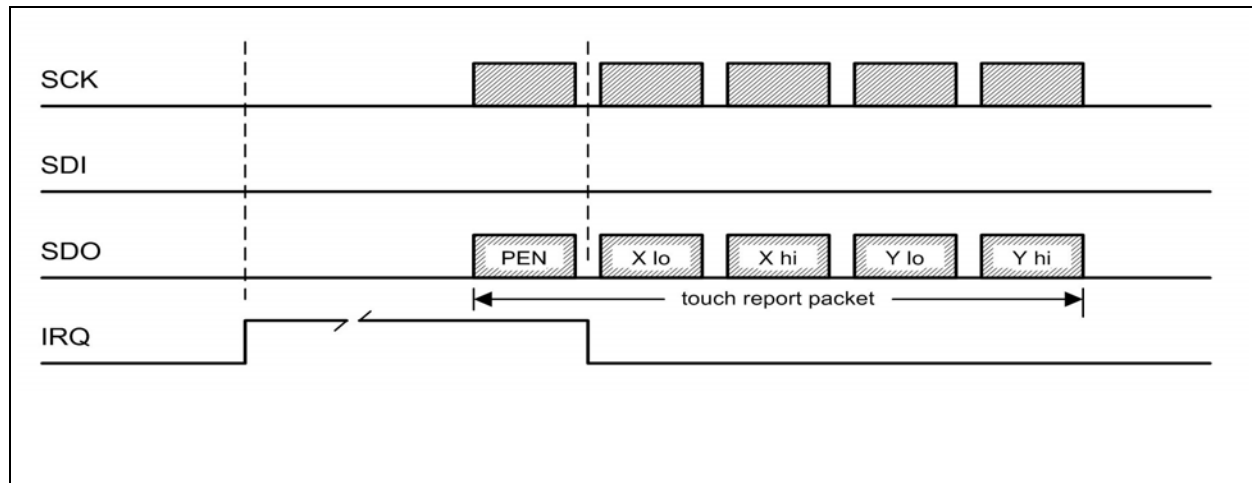 SCK
SDI
SDO
PEN X lo X hi Y lo Y hi
touch report packet
IRQ